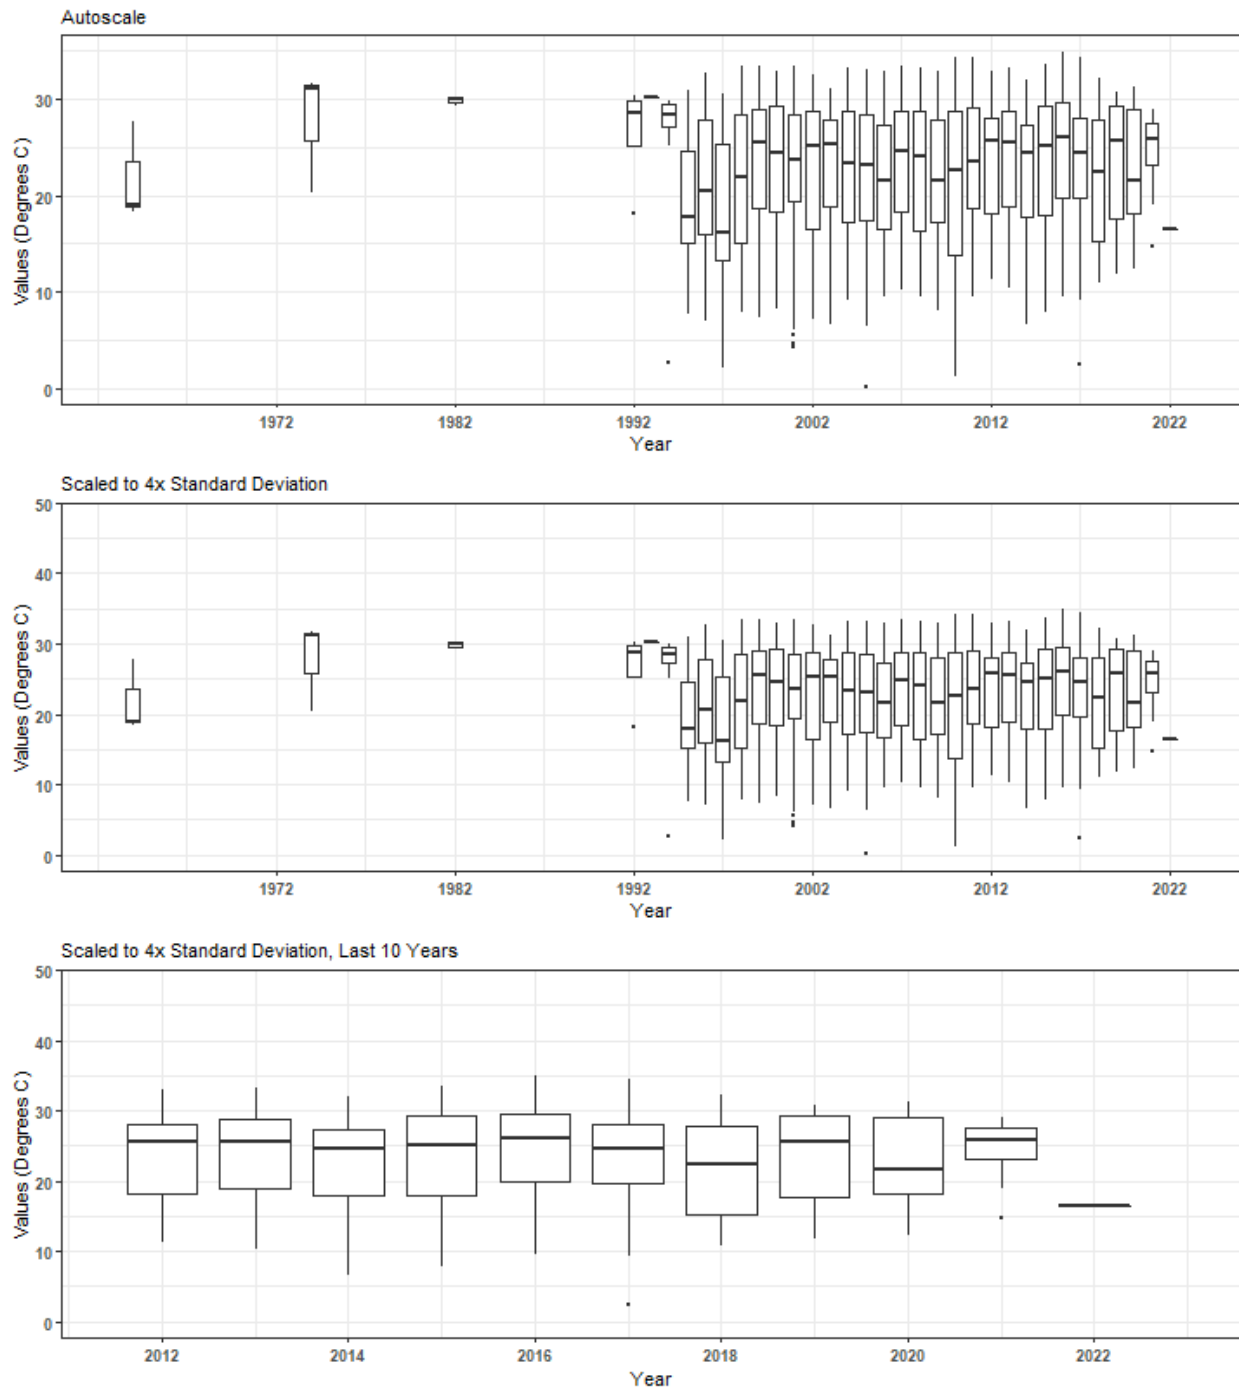 Autoscale
Values (Degrees C)
30
20
10
0
1972 1982 1992 2002 2012 2022
Year
Scaled to 4x Standard Deviation
Values (Degrees C)
50
40
30
20
10
0
1972 1982 1992 2002 2012 2022
Year
Scaled to 4x Standard Deviation, Last 10 Years
Values (Degrees C)
50
40
30
20
10
0
2012 2014 2016 2018 2020 2022
Year